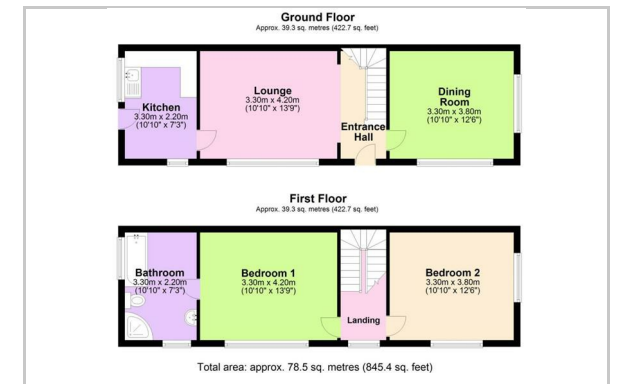 Ground Floor
Approx. 39.3 sq. metres (422.7 sq. feet)
Kitchen
3.30m x 2.20m
(10'10" x 7'3")
Lounge
3.30m x 4.20m
(10'10" x 13'9")
Entrance
Hall
Dining
Room
3.30m x 3.80m
(10'10" x 12'6")
First Floor
Approx. 39.3 sq. metres (422.7 sq. feet)
Bathroom
3.30m x 2.20m
(10'10" x 7'3")
Bedroom 1
3.30m x 4.20m
(10'10" x 13'9")
Landing
Bedroom 2
3.30m x 3.80m
(10'10" x 12'6")
Total area: approx. 78.5 sq. metres (845.4 sq. feet)